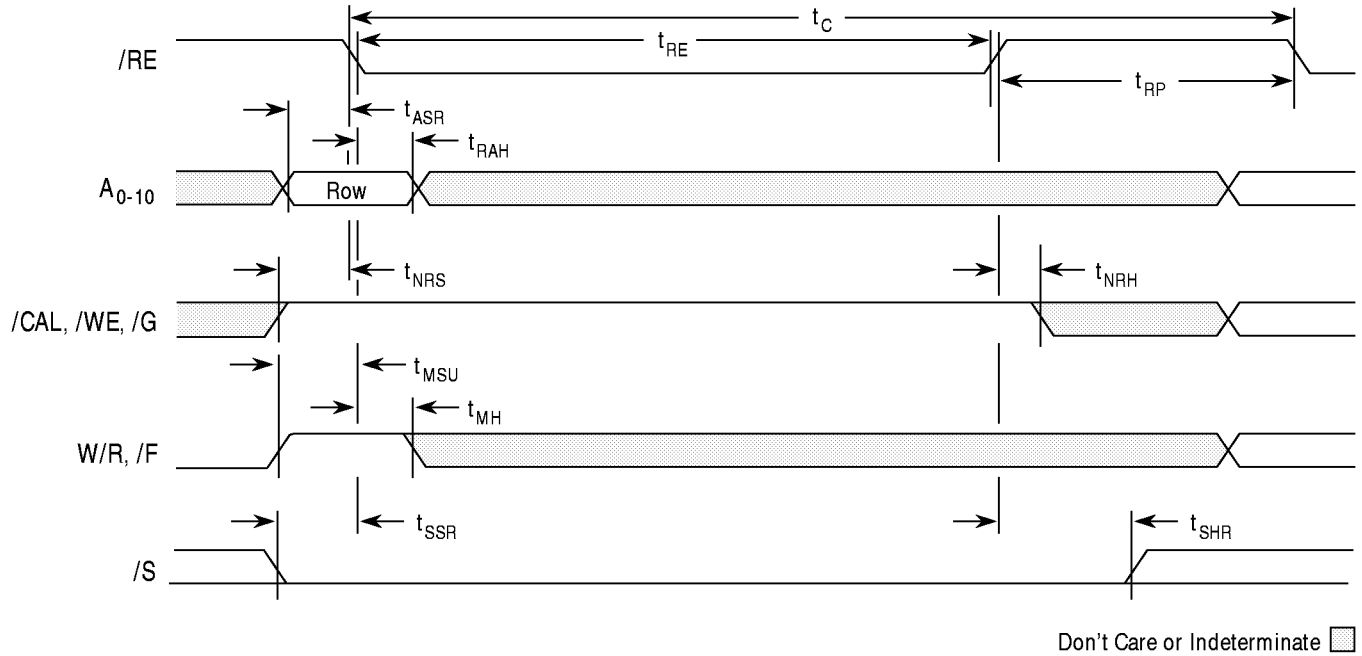 t_C
/RE
t_RE
t_RP
t_ASR
t_RAH
A_0-10
Row
t_NRS
t_NRH
/CAL, /WE, /G
t_MSU
t_MH
W/R, /F
t_SSR
t_SHR
/S
Don't Care or Indeterminate